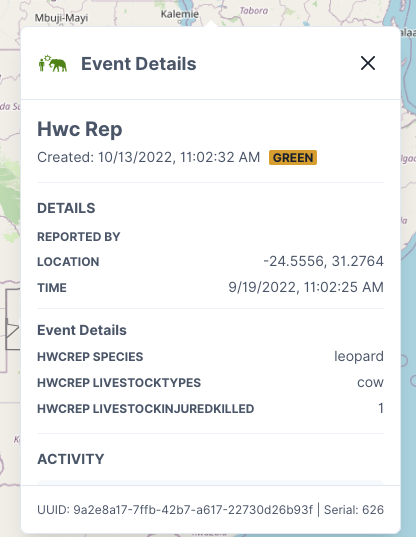 Mbuji-Mayi
Kalemie
Tabora
Event Details
Hwc Rep
Created: 10/13/2022, 11:02:32 AM GREEN
DETAILS
REPORTED BY
LOCATION -24.5556, 31.2764
TIME 9/19/2022, 11:02:25 AM
Event Details
HWCREP SPECIES leopard
HWCREP LIVESTOCKTYPES cow
HWCREP LIVESTOCKINJUREDKILLED 1
ACTIVITY
UUID: 9a2e8a17-7ffb-42b7-a617-22730d26b93f | Serial: 626